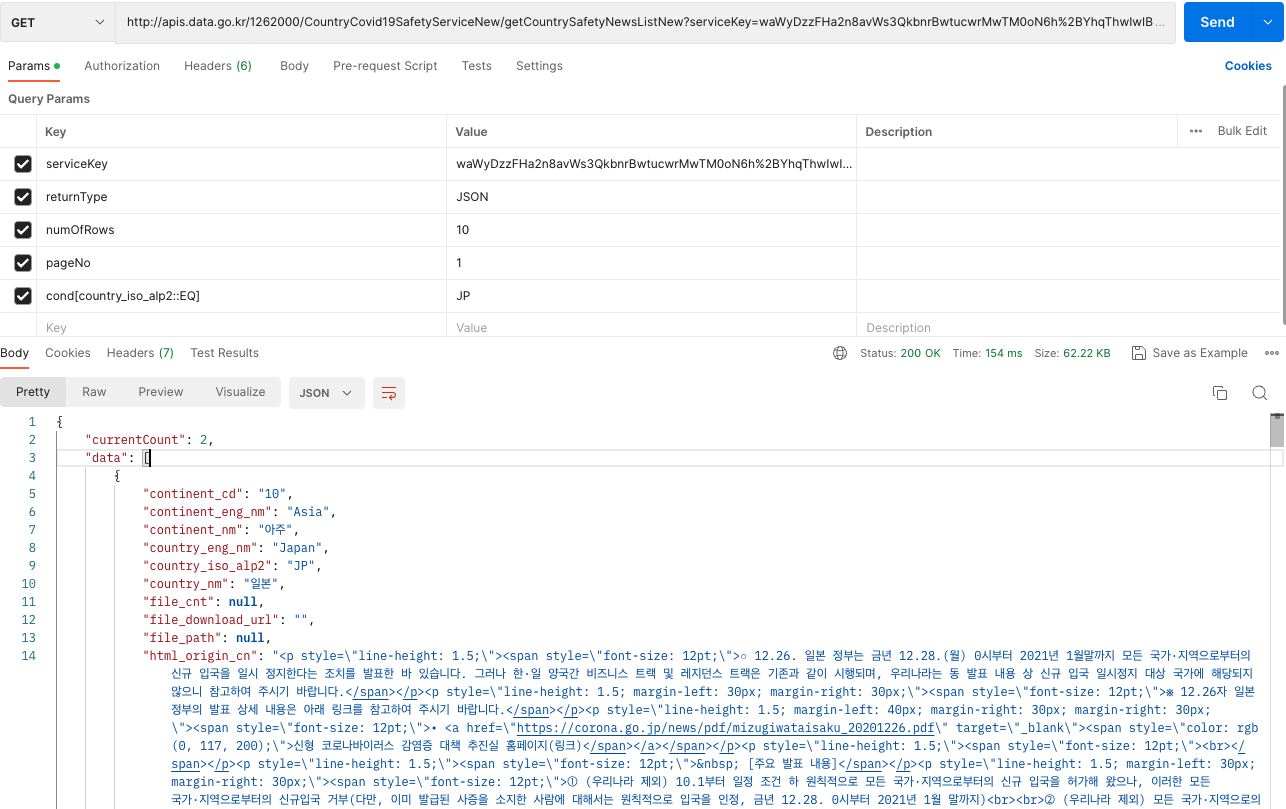 GET http://apis.data.go.kr/1262000/CountryCovid19SafetyServiceNew/getCountrySafetyNewsListNew?serviceKey=waWyDzzFHa2n8avWs3QkbnrBwtucwrMwTM0oN6h%2BYhqThwIwIB... Send
Params Authorization Headers (6) Body Pre-request Script Tests Settings Cookies
Query Params
Key Value Description ••• Bulk Edit
serviceKey waWyDzzFHa2n8avWs3QkbnrBwtucwrMwTM0oN6h%2BYhqThwIwI...
returnType JSON
numOfRows 10
pageNo 1
cond[country_iso_alp2::EQ] JP
Key Value Description
Body Cookies Headers (7) Test Results Status: 200 OK Time: 154 ms Size: 62.22 KB Save as Example •••
Pretty Raw Preview Visualize JSON
1 {
2 "currentCount": 2,
3 "data": [
4 {
5 "continent_cd": "10",
6 "continent_eng_nm": "Asia",
7 "continent_nm": "아주",
8 "country_eng_nm": "Japan",
9 "country_iso_alp2": "JP",
10 "country_nm": "일본",
11 "file_cnt": null,
12 "file_download_url": "",
13 "file_path": null,
14 "html_origin_cn": "<p style=\"line-height: 1.5;\"><span style=\"font-size: 12pt;\">○ 12.26. 일본 정부는 금년 12.28.(월) 0시부터 2021년 1월말까지 모든 국가·지역으로부터의
신규 입국을 일시 정지한다는 조치를 발표한 바 있습니다. 그러나 한·일 양국간 비즈니스 트랙 및 레지던스 트랙은 기존과 같이 시행되며, 우리나라는 동 발표 내용 상 신규 입국 일시정지 대상 국가에 해당되지
않으니 참고하여 주시기 바랍니다.</span></p><p style=\"line-height: 1.5; margin-left: 30px; margin-right: 30px;\"><span style=\"font-size: 12pt;\">※ 12.26자 일본
정부의 발표 상세 내용은 아래 링크를 참고하여 주시기 바랍니다.</span></p><p style=\"line-height: 1.5; margin-left: 40px; margin-right: 30px; margin-right: 30px;
\"><span style=\"font-size: 12pt;\">• <a href=\"https://corona.go.jp/news/pdf/mizugiwataisaku_20201226.pdf\" target=\"_blank\"><span style=\"color: rgb
(0, 117, 200);\">신형 코로나바이러스 감염증 대책 추진실 홈페이지(링크)</span></a></span></p><p style=\"line-height: 1.5;\"><span style=\"font-size: 12pt;\"><br></
span></p><p style=\"line-height: 1.5;\"><span style=\"font-size: 12pt;\">&nbsp; [주요 발표 내용]</span></p><p style=\"line-height: 1.5; margin-left: 30px;
margin-right: 30px;\"><span style=\"font-size: 12pt;\">① (우리나라 제외) 10.1부터 일정 조건 하 원칙적으로 모든 국가·지역으로부터의 신규 입국을 허가해 왔으나, 이러한 모든
국가·지역으로부터의 신규입국 거부(다만, 이미 발급된 사증을 소지한 사람에 대해서는 원칙적으로 입국을 인정, 금년 12.28. 0시부터 2021년 1월 말까지)<br><br>② (우리나라 제외) 모든 국가·지역으로의